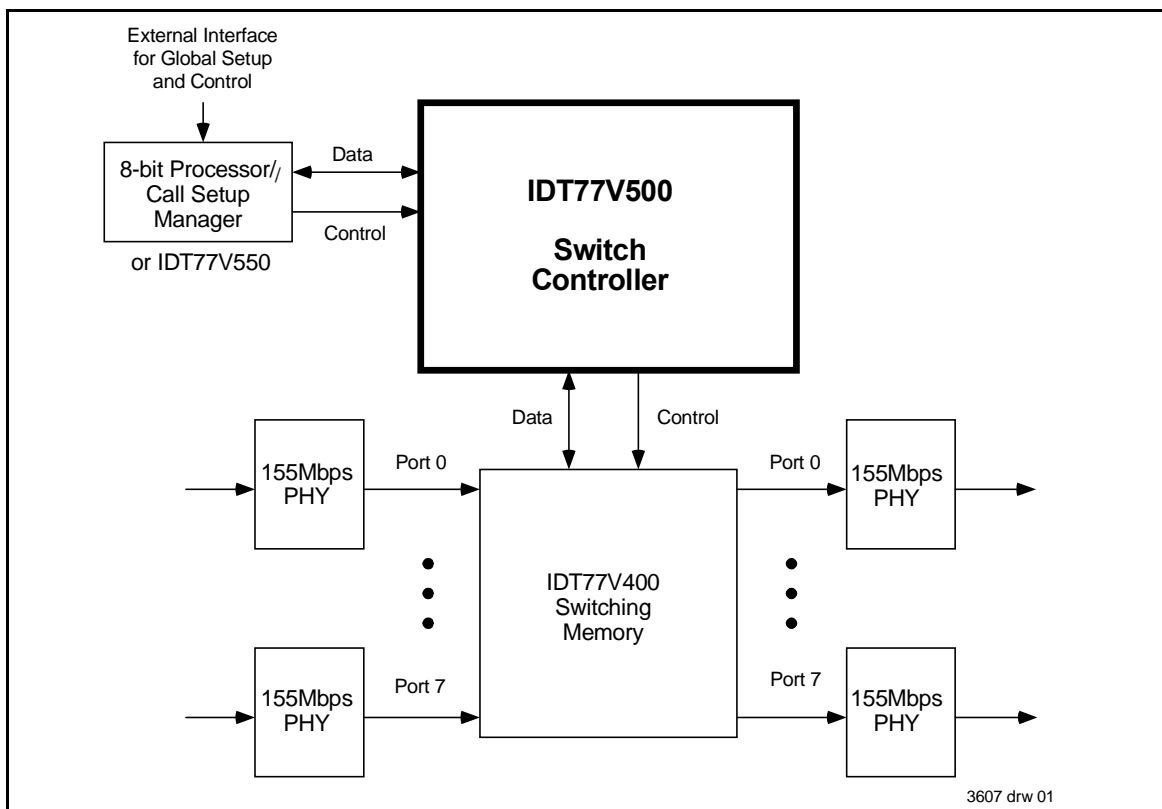 External Interface
for Global Setup
and Control
8-bit Processor//
Call Setup
Manager
or IDT77V550
Data
Control
IDT77V500
Switch
Controller
Data
Control
155Mbps
PHY
Port 0
Port 0
155Mbps
PHY
IDT77V400
Switching
Memory
155Mbps
PHY
Port 7
Port 7
155Mbps
PHY
3607 drw 01